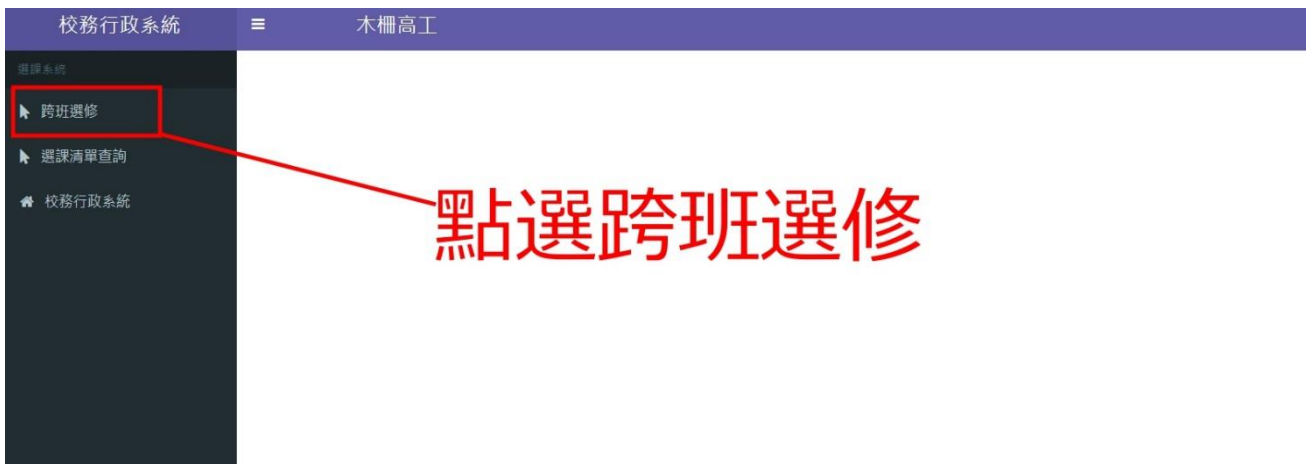 校務行政系統
木柵高工
選課系統
跨班選修
選課清單查詢
校務行政系統
點選跨班選修